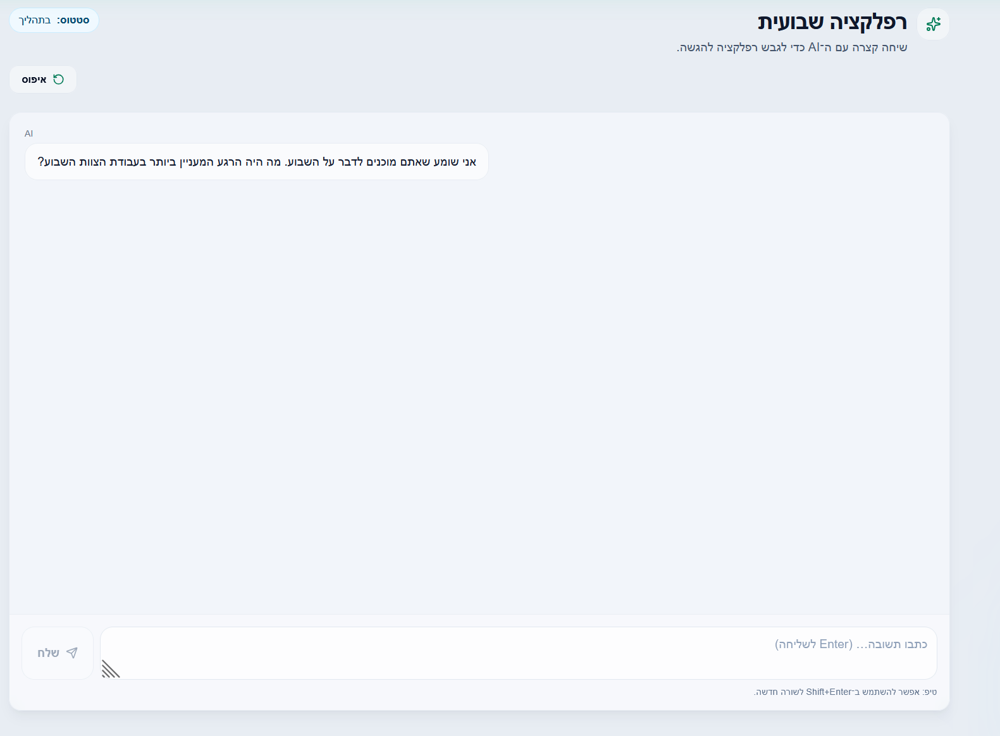 רפלקציה שבועית
שיחה קצרה עם ה־AI כדי לגבש רפלקציה להגשה.
סטטוס: בתהליך
איפוס
AI
אני שומע שאתם מוכנים לדבר על השבוע. מה היה הרגע המעניין ביותר בעבודת הצוות השבוע?
כתבו תשובה… (Enter לשליחה)
שלח
טיפ: אפשר להשתמש ב־Shift+Enter לשורה חדשה.